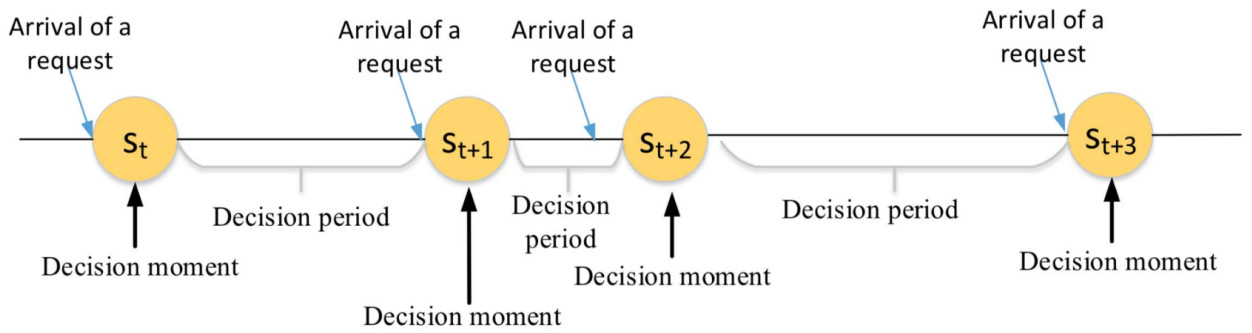 Arrival of a
request
Arrival of a
request
Arrival of a
request
Arrival of a
request
St
St+1
St+2
St+3
Decision period
Decision
period
Decision period
Decision moment
Decision moment
Decision moment
Decision moment